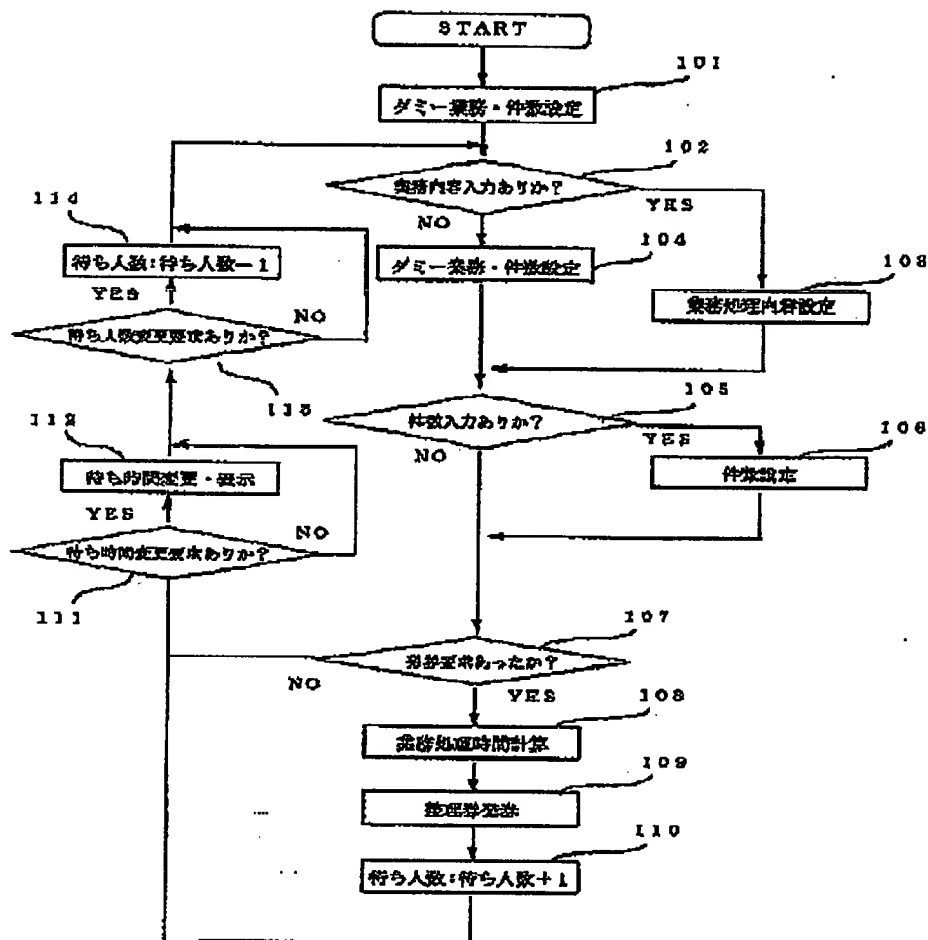 START
101
ダミー業務・件数設定
102
業務内容入力ありか?
YES
NO
114
104
待ち人数:待ち人数-1
ダミー業務・件数設定
103
YES
業務処理内容設定
NO
待ち人数変更要求ありか?
113
105
件数入力ありか?
112
106
YES
NO
待ち時間変更・表示
件数設定
YES
NO
待ち時間変更要求ありか?
111
107
発券要求あったか?
NO
YES
108
業務処理時間計算
109
整理券発券
110
待ち人数:待ち人数+1